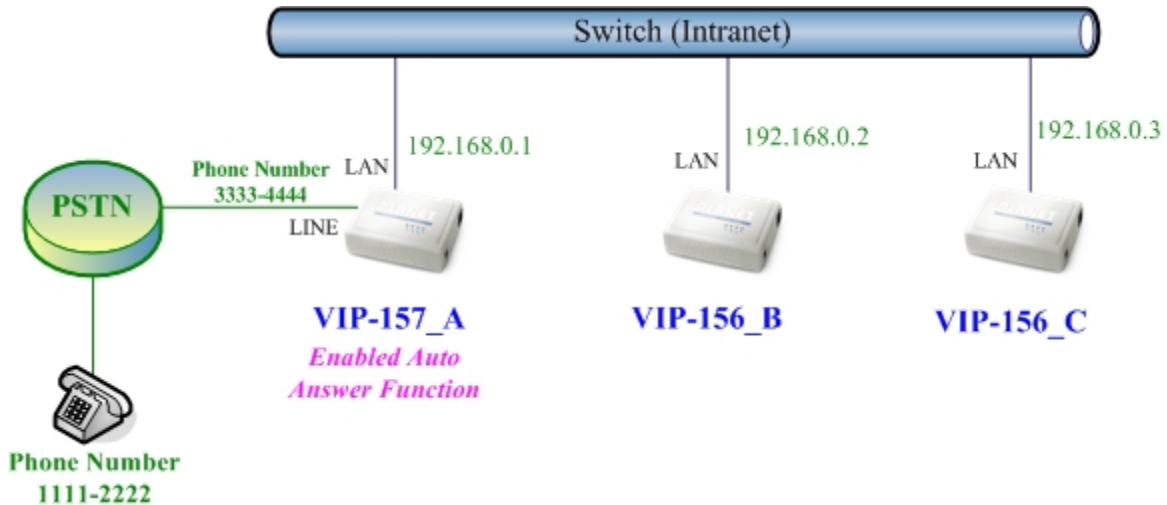 Switch (Intranet)
192.168.0.1
192.168.0.2
192.168.0.3
Phone Number
3333-4444
LAN
LAN
LAN
PSTN
LINE
VIP-157_A
VIP-156_B
VIP-156_C
Enabled Auto
Answer Function
Phone Number
1111-2222